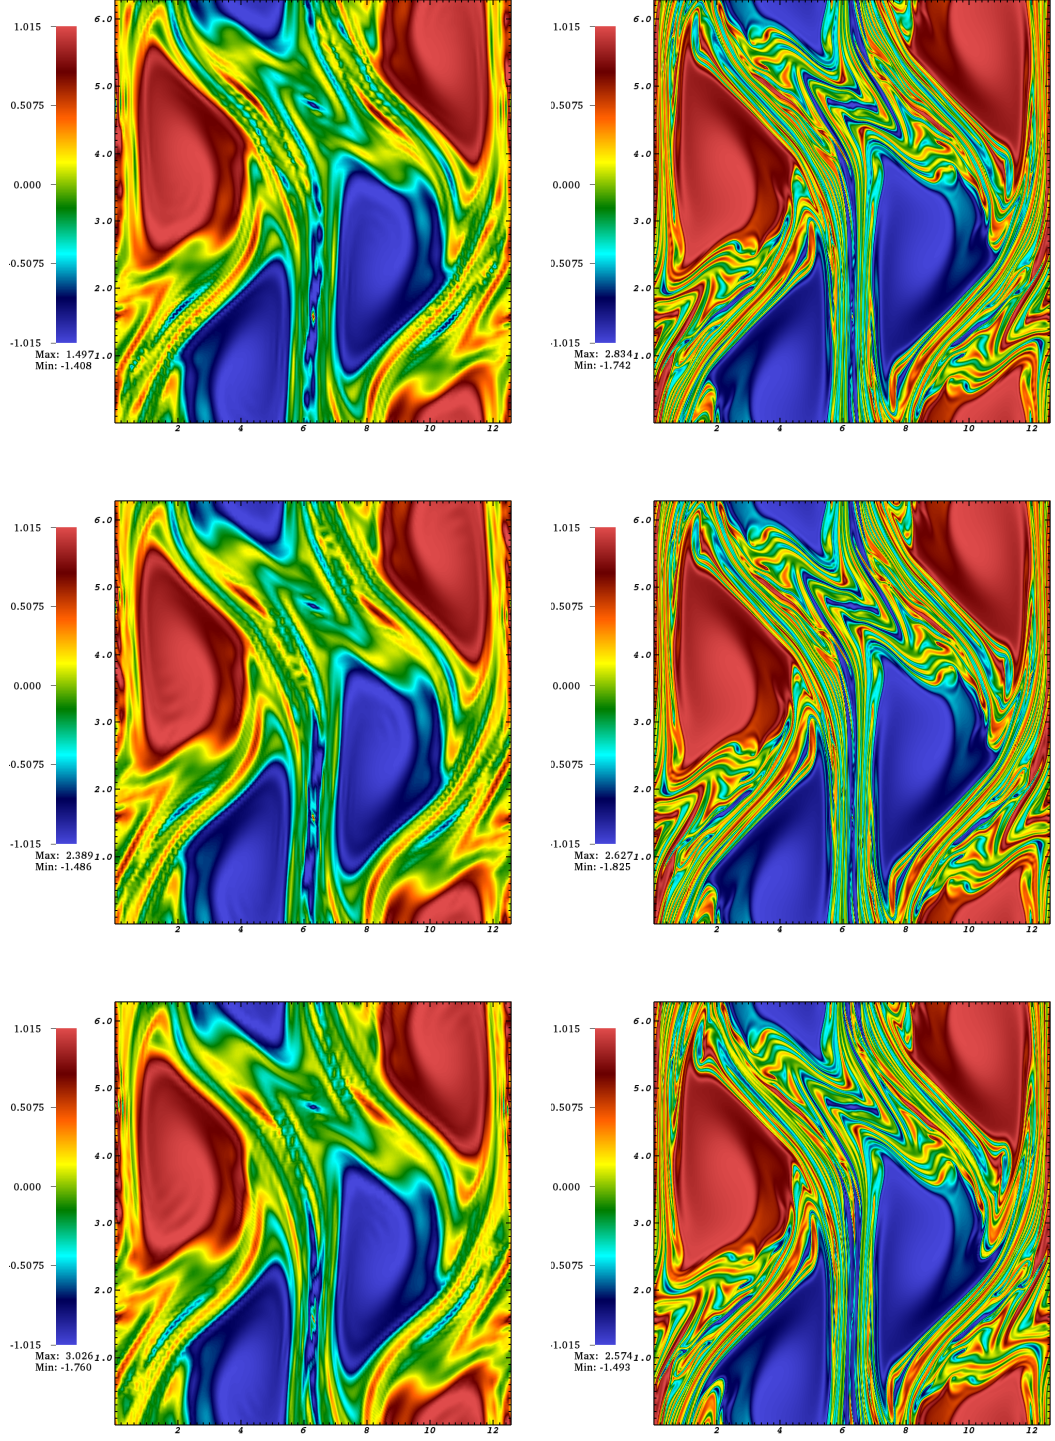 1.015 6.0 1.015 6.0
0.5075 5.0 0.5075 5.0
0.000 4.0 0.000 4.0
3.0 3.0
-0.5075 2.0 -0.5075 2.0
-1.015 -1.015
Max: 1.497 1.0 Max: 2.834 1.0
Min: -1.408 Min: -1.742
2 4 6 8 10 12 2 4 6 8 10 12
1.015 6.0 1.015 6.0
0.5075 5.0 0.5075 5.0
0.000 4.0 0.000 4.0
3.0 3.0
-0.5075 2.0 -0.5075 2.0
-1.015 -1.015
Max: 2.389 1.0 Max: 2.627 1.0
Min: -1.486 Min: -1.825
2 4 6 8 10 12 2 4 6 8 10 12
1.015 6.0 1.015 6.0
0.5075 5.0 0.5075 5.0
0.000 4.0 0.000 4.0
3.0 3.0
-0.5075 2.0 -0.5075 2.0
-1.015 -1.015
Max: 3.026 1.0 Max: 2.574 1.0
Min: -1.760 Min: -1.493
2 4 6 8 10 12 2 4 6 8 10 12